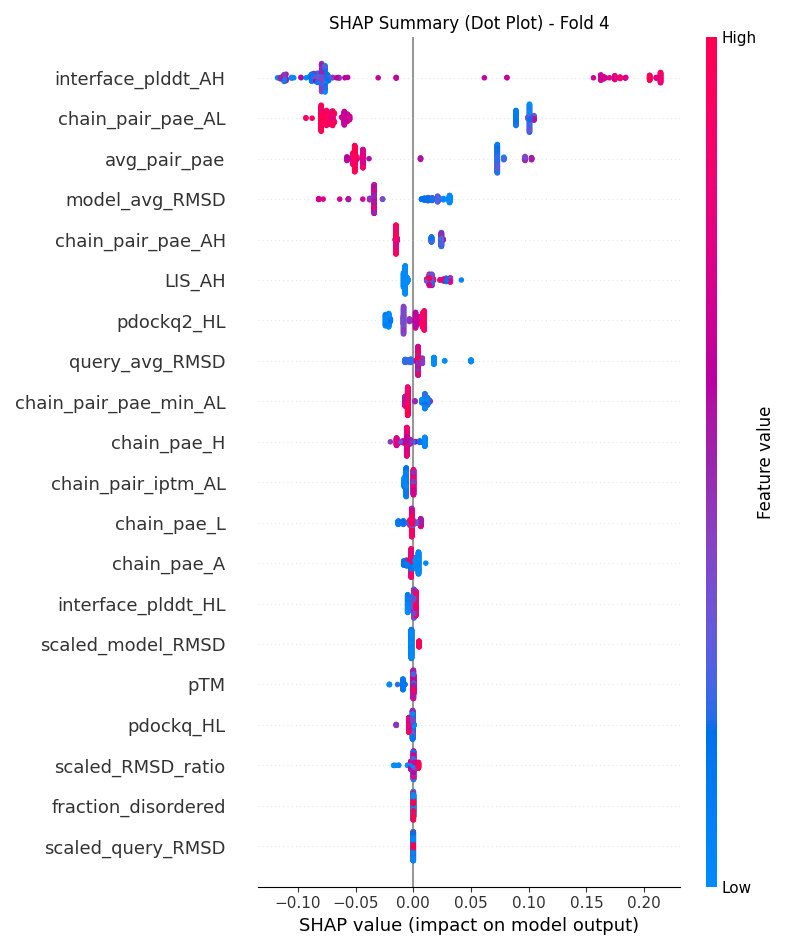 SHAP Summary (Dot Plot) - Fold 4
High
interface_plddt_AH
chain_pair_pae_AL
avg_pair_pae
model_avg_RMSD
chain_pair_pae_AH
LIS_AH
pdockq2_HL
query_avg_RMSD
chain_pair_pae_min_AL
chain_pae_H
chain_pair_iptm_AL
chain_pae_L
chain_pae_A
interface_plddt_HL
scaled_model_RMSD
pTM
pdockq_HL
scaled_RMSD_ratio
fraction_disordered
scaled_query_RMSD
Feature value
Low
−0.10 −0.05 0.00 0.05 0.10 0.15 0.20
SHAP value (impact on model output)